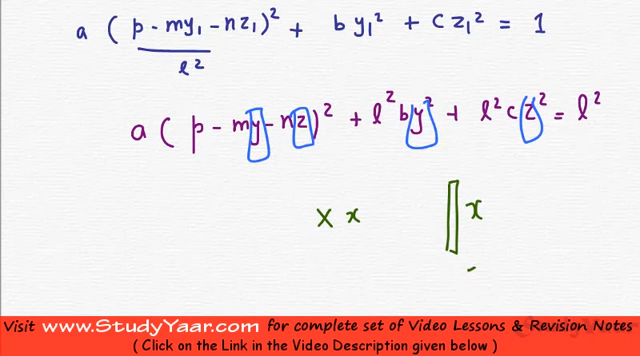 a (p - my₁ - nz₁)² / l² + by₁² + cz₁² = 1
a (p - my - nz)² + l²by² + l²cz² = l²
X x x
Visit www.StudyYaar.com for complete set of Video Lessons & Revision Notes
( Click on the Link in the Video Description given below )